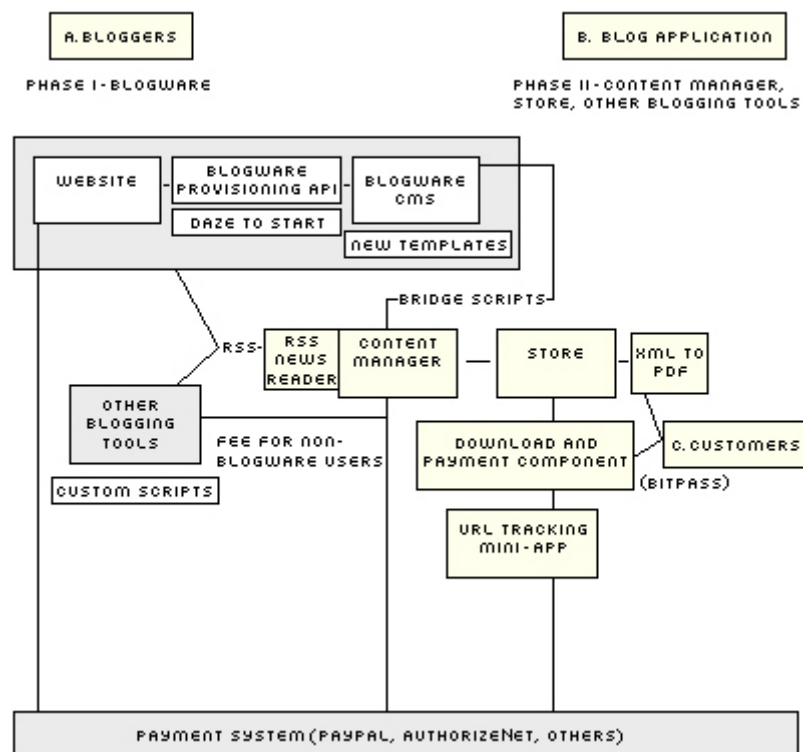 A. BLOGGERS
B. BLOG APPLICATION
PHASE I-BLOGWARE
PHASE II-CONTENT MANAGER,
STORE, OTHER BLOGGING TOOLS
WEBSITE
BLOGWARE
PROVISIONING API
BLOGWARE
CMS
DAZE TO START
NEW TEMPLATES
BRIDGE SCRIPTS
RSS
RSS
NEWS
READER
CONTENT
MANAGER
STORE
XML TO
PDF
OTHER
BLOGGING
TOOLS
FEE FOR NON-
BLOGWARE USERS
DOWNLOAD AND
PAYMENT COMPONENT
C. CUSTOMERS
(BITPASS)
CUSTOM SCRIPTS
URL TRACKING
MINI-APP
PAYMENT SYSTEM (PAYPAL, AUTHORIZENET, OTHERS)